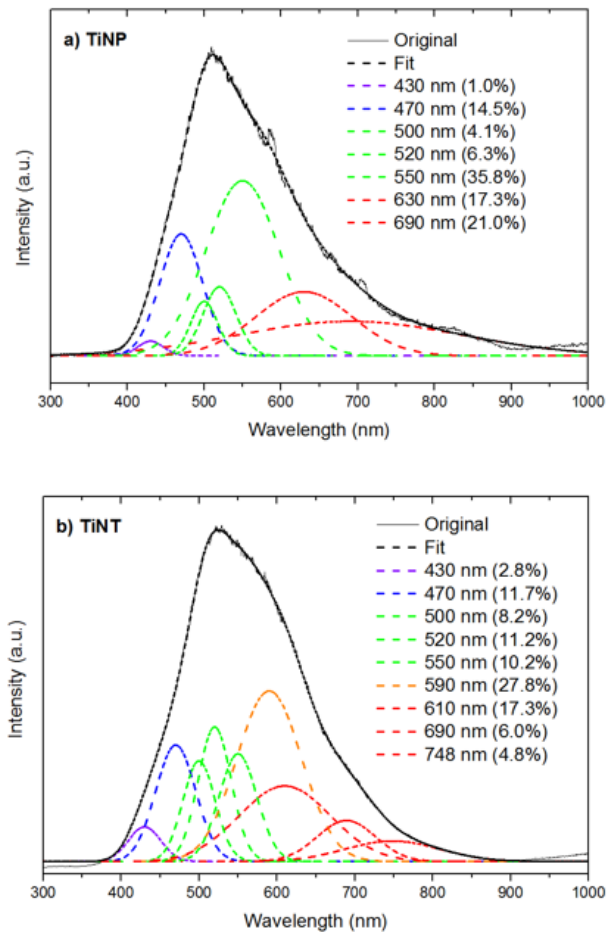 a) TiNP
Original
Fit
430 nm (1.0%)
470 nm (14.5%)
500 nm (4.1%)
520 nm (6.3%)
550 nm (35.8%)
630 nm (17.3%)
690 nm (21.0%)
Intensity (a.u.)
300 400 500 600 700 800 900 1000
Wavelength (nm)
b) TiNT
Original
Fit
430 nm (2.8%)
470 nm (11.7%)
500 nm (8.2%)
520 nm (11.2%)
550 nm (10.2%)
590 nm (27.8%)
610 nm (17.3%)
690 nm (6.0%)
748 nm (4.8%)
Intensity (a.u.)
300 400 500 600 700 800 900 1000
Wavelength (nm)